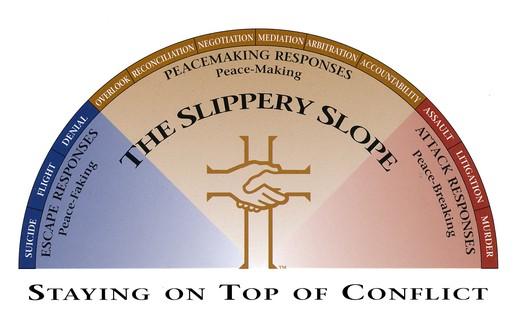 SUICIDE
FLIGHT
DENIAL
OVERLOOK
RECONCILIATION
NEGOTIATION
MEDIATION
ARBITRATION
ACCOUNTABILITY
ASSAULT
LITIGATION
MURDER
ESCAPE RESPONSES
Peace-Faking
PEACEMAKING RESPONSES
Peace-Making
ATTACK RESPONSES
Peace-Breaking
THE SLIPPERY SLOPE
TM
STAYING ON TOP OF CONFLICT